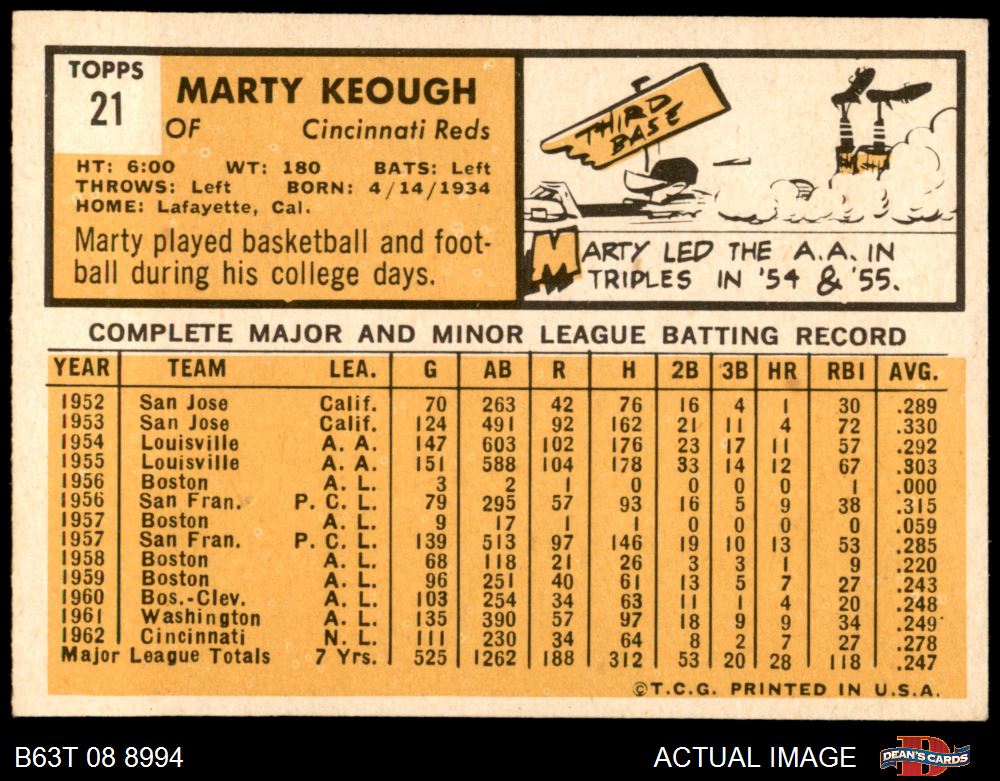 TOPPS
21
MARTY KEOUGH
OF Cincinnati Reds
HT: 6:00 WT: 180 BATS: Left
THROWS: Left BORN: 4/14/1934
HOME: Lafayette, Cal.
Marty played basketball and foot-
ball during his college days.
THIRD
BASE
MARTY LED THE A.A. IN
TRIPLES IN '54 & '55.
COMPLETE MAJOR AND MINOR LEAGUE BATTING RECORD
YEAR TEAM LEA. G AB R H 2B 3B HR RBI AVG.
1952 San Jose Calif. 70 263 42 76 16 4 1 30 .289
1953 San Jose Calif. 124 491 92 162 21 11 4 72 .330
1954 Louisville A. A. 147 603 102 176 23 17 11 57 .292
1955 Louisville A. A. 151 588 104 178 33 14 12 67 .303
1956 Boston A. L. 3 2 1 0 0 0 0 1 .000
1956 San Fran. P. C. L. 79 295 57 93 16 5 9 38 .315
1957 Boston A. L. 9 17 1 1 0 0 0 0 .059
1957 San Fran. P. C. L. 139 513 97 146 19 10 13 53 .285
1958 Boston A. L. 68 118 21 26 3 3 1 9 .220
1959 Boston A. L. 96 251 40 61 13 5 7 27 .243
1960 Bos.-Clev. A. L. 103 254 34 63 11 1 4 20 .248
1961 Washington A. L. 135 390 57 97 18 9 9 34 .249
1962 Cincinnati N. L. 111 230 34 64 8 2 7 27 .278
Major League Totals 7 Yrs. 525 1262 188 312 53 20 28 118 .247
©T.C.G. PRINTED IN U.S.A.
B63T 08 8994 ACTUAL IMAGE DEAN'S CARDS